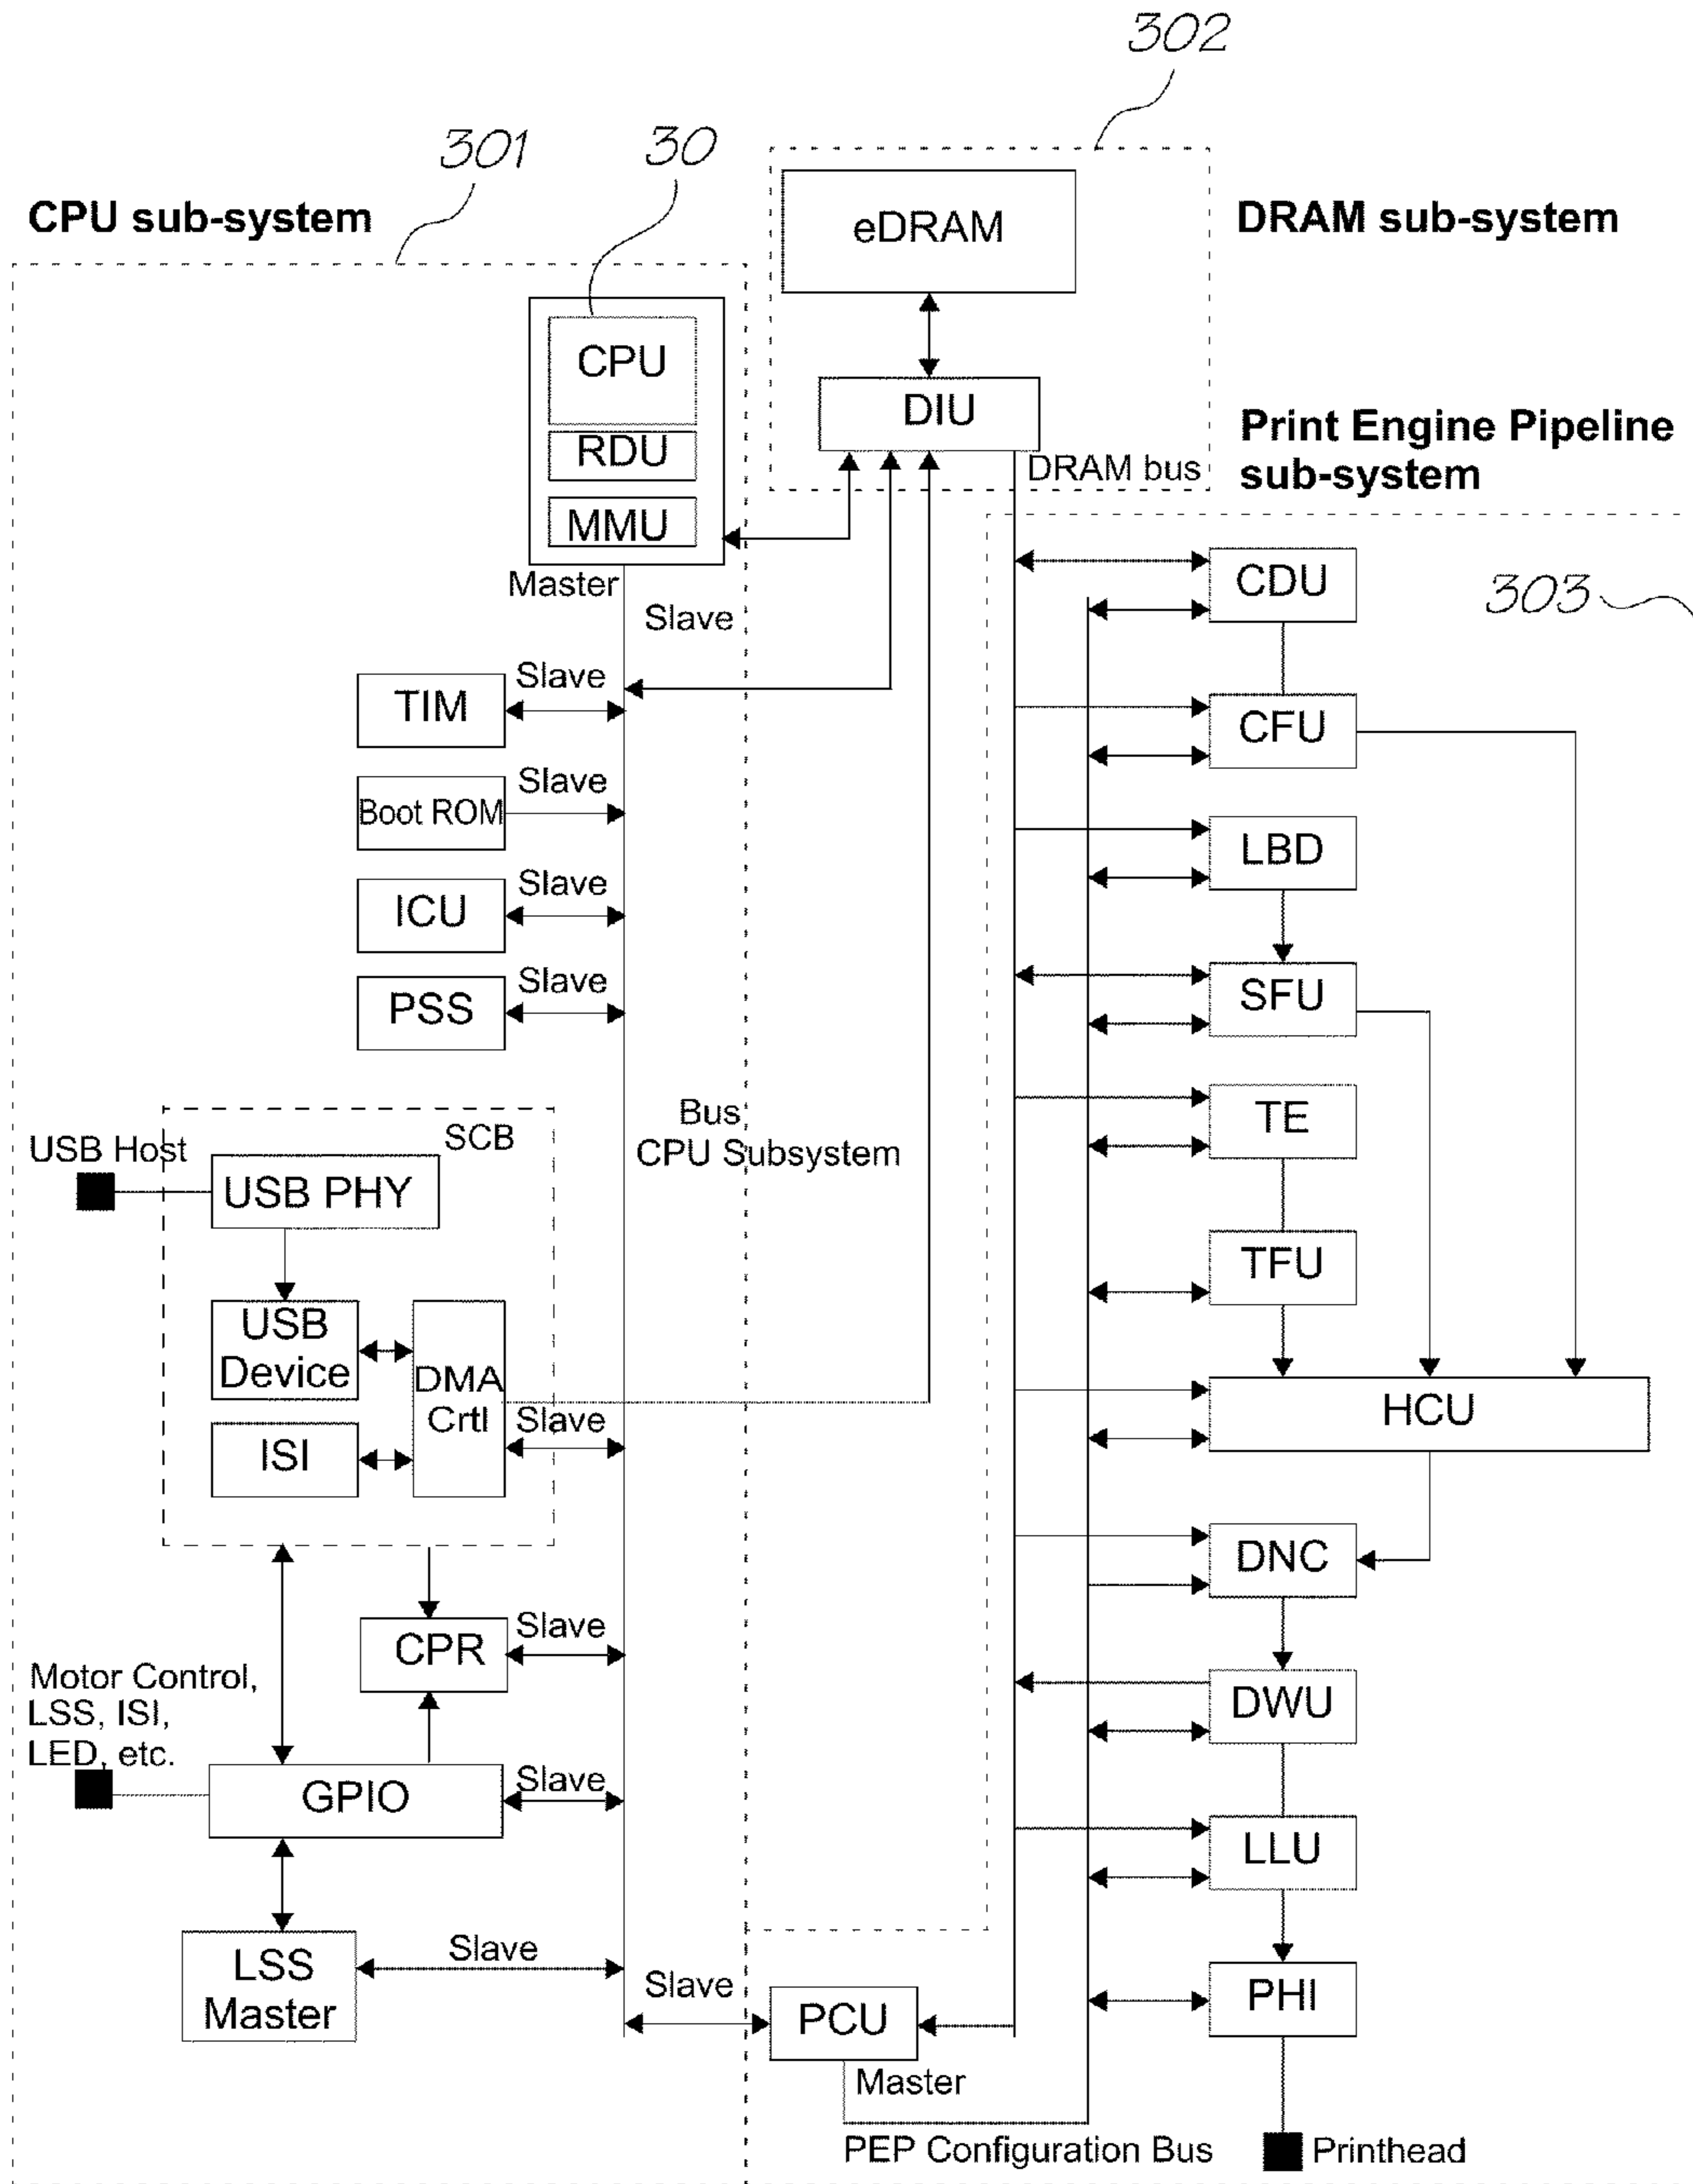 302
301
30
CPU sub-system
eDRAM
DRAM sub-system
CPU
RDU
MMU
DIU
DRAM bus
Print Engine Pipeline
sub-system
Master
Slave
303
CDU
TIM
Slave
CFU
Boot ROM
Slave
LBD
ICU
Slave
PSS
Slave
SFU
Bus
CPU Subsystem
TE
USB Host
SCB
USB PHY
TFU
USB
Device
DMA
Crtl
Slave
ISI
HCU
DNC
CPR
Slave
Motor Control,
LSS, ISI,
LED, etc.
DWU
GPIO
Slave
LLU
LSS
Master
Slave
Slave
PCU
PHI
Master
PEP Configuration Bus
Printhead